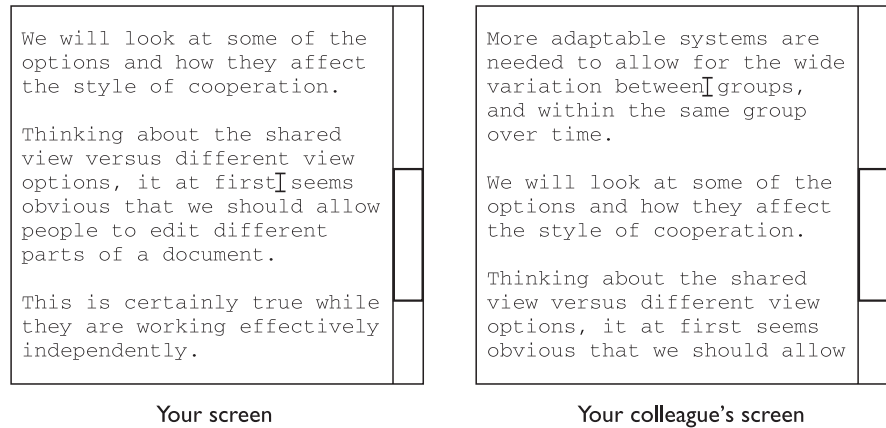 We will look at some of the
options and how they affect
the style of cooperation.
Thinking about the shared
view versus different view
options, it at first seems
obvious that we should allow
people to edit different
parts of a document.
This is certainly true while
they are working effectively
independently.
Your screen
More adaptable systems are
needed to allow for the wide
variation between groups,
and within the same group
over time.
We will look at some of the
options and how they affect
the style of cooperation.
Thinking about the shared
view versus different view
options, it at first seems
obvious that we should allow
Your colleague's screen